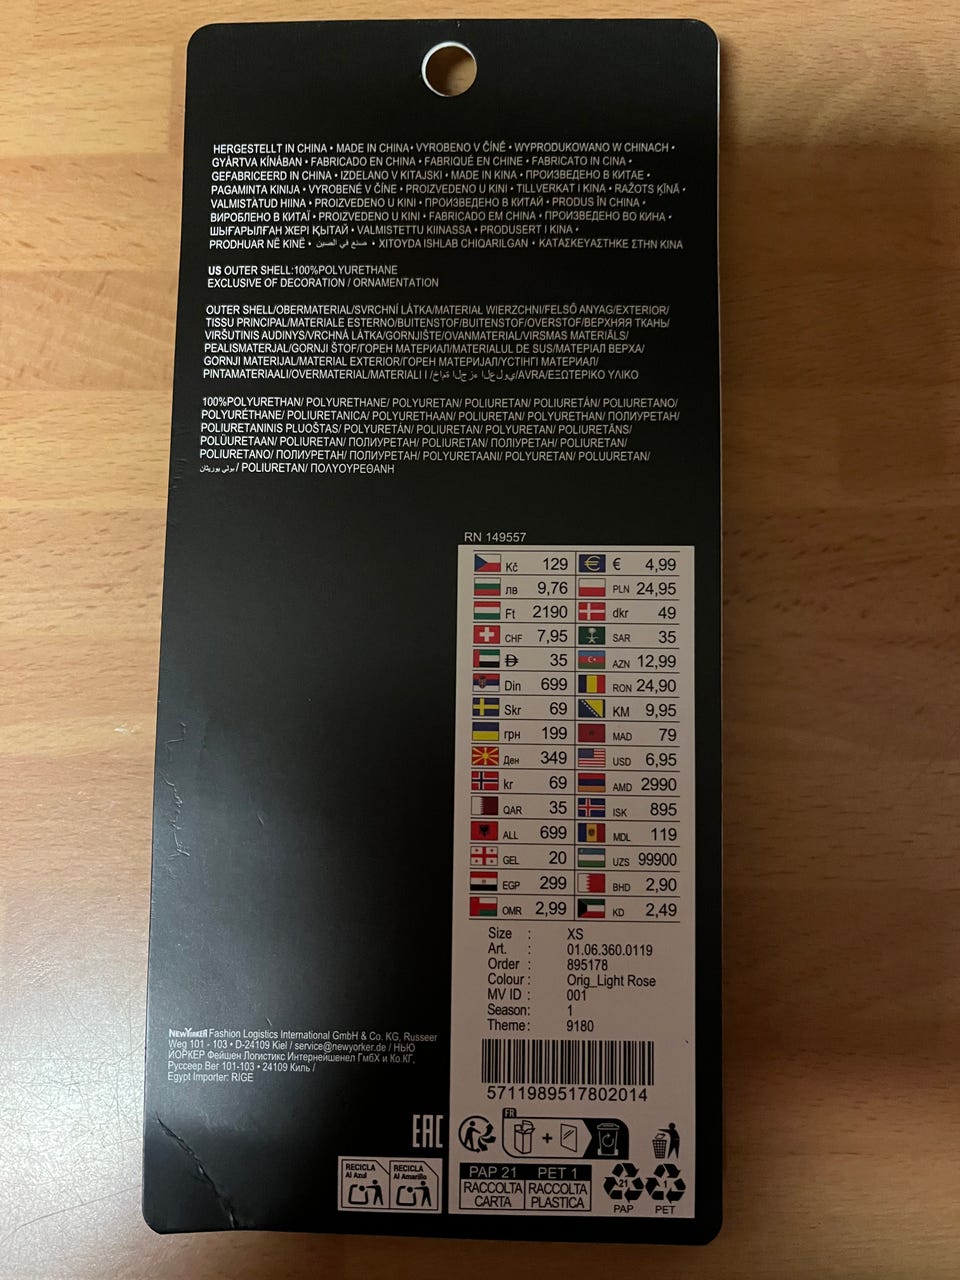 HERGESTELLT IN CHINA • MADE IN CHINA• VYROBENO V ČÍNĚ • WYPRODUKOWANO W CHINACH •
GYÁRTVA KÍNÁBAN • FABRICADO EN CHINA • FABRIQUÉ EN CHINE • FABRICATO IN CINA •
GEFABRICEERD IN CHINA • IZDELANO V KITAJSKI • MADE IN KINA • ПРОИЗВЕДЕНО В КИТАЕ •
PAGAMINTA KINIJA • VYROBENÉ V ČÍNE • PROIZVEDENO U KINI • TILLVERKAT I KINA • RAŽOTS ĶĪNĀ •
VALMISTATUD HIINA • PROIZVEDENO U KINI • ПРОИЗВЕДЕНО В КИТАЙ • PRODUS ÎN CHINA •
ВИРОБЛЕНО В КИТАЇ • PROIZVEDENO U KINI • FABRICADO EM CHINA • ПРОИЗВЕДЕНО ВО КИНА •
ШЫҒАРЫЛҒАН ЖЕРІ ҚЫТАЙ • VALMISTETTU KIINASSA • PRODUSERT I KINA •
PRODHUAR NË KINË • صنع في الصين • XITOYDA ISHLAB CHIQARILGAN • ΚΑΤΑΣΚΕΥΑΣΤΗΚΕ ΣΤΗΝ ΚΙΝΑ
US OUTER SHELL:100%POLYURETHANE
EXCLUSIVE OF DECORATION / ORNAMENTATION
OUTER SHELL/OBERMATERIAL/SVRCHNÍ LÁTKA/MATERIAL WIERZCHNI/FELSŐ ANYAG/EXTERIOR/
TISSU PRINCIPAL/MATERIALE ESTERNO/BUITENSTOF/BUITENSTOF/OVERSTOF/ВЕРХНЯЯ ТКАНЬ/
VIRŠUTINIS AUDINYS/VRCHNÁ LÁTKA/GORNJIŠTE/OVANMATERIAL/VIRSMAS MATERIĀLS/
PEALISMATERJAL/GORNJI ŠTOF/ГОРЕН МАТЕРИАЛ/MATERIALUL DE SUS/МАТЕРІАЛ ВЕРХА/
GORNJI MATERIJAL/MATERIAL EXTERIOR/ГОРЕН МАТЕРИЈАЛ/ҮСТІҢГІ МАТЕРИАЛ/
PINTAMATERIAALI/OVERMATERIAL/MATERIALI I /خامة الجزء العلوي/AVRA/ΕΞΩΤΕΡΙΚΟ ΥΛΙΚΟ
100%POLYURETHAN/ POLYURETHANE/ POLYURETAN/ POLIURETAN/ POLIURETÁN/ POLIURETANO/
POLYURÉTHANE/ POLIURETANICA/ POLYURETHAAN/ POLIURETAN/ POLYURETHAN/ ПОЛИУРЕТАН/
POLIURETANINIS PLUOŠTAS/ POLYURETÁN/ POLIURETAN/ POLYURETAN/ POLIURETĀNS/
POLÜURETAAN/ POLIURETAN/ ПОЛИУРЕТАН/ POLIURETAN/ ПОЛІУРЕТАН/ POLIURETAN/
POLIURETANO/ ПОЛИУРЕТАН/ ПОЛИУРЕТАН/ POLYURETAANI/ POLYURETAN/ POLUURETAN/
بولي يوريثان/ POLIURETAN/ ΠΟΛΥΟΥΡΕΘΑΝΗ
RN 149557
Kč 129 € 4,99
лв 9,76 PLN 24,95
Ft 2190 dkr 49
CHF 7,95 SAR 35
35 AZN 12,99
Din 699 RON 24,90
Skr 69 KM 9,95
грн 199 MAD 79
Ден 349 USD 6,95
kr 69 AMD 2990
QAR 35 ISK 895
ALL 699 MDL 119
GEL 20 UZS 99900
EGP 299 BHD 2,90
OMR 2,99 KD 2,49
Size : XS
Art. : 01.06.360.0119
Order : 895178
Colour : Orig_Light Rose
MV ID : 001
Season: 1
Theme: 9180
5711989517802014
NEWYORKER Fashion Logistics International GmbH & Co. KG, Russeer
Weg 101 - 103 • D-24109 Kiel / service@newyorker.de / НЬЮ
ЙОРКЕР Фейшен Логистикс Интернейшенел ГмбХ и Ко.КГ,
Руссеер Вег 101-103 • 24109 Киль /
Egypt Importer: RIGE
EAC
RECICLA Al Azul
RECICLA Al Amarillo
FR
PAP 21 PET 1
RACCOLTA CARTA
RACCOLTA PLASTICA
21 PAP
1 PET